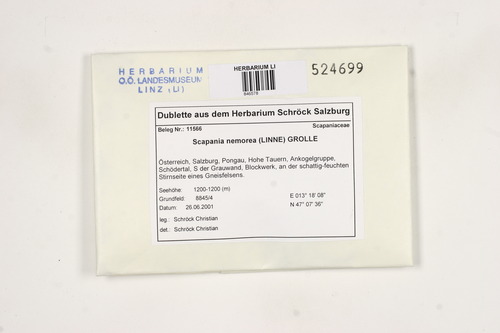 HERBARIUM
O.Ö. LANDESMUSEUM
LINZ (LI)
HERBARIUM LI
524699
Dublette aus dem Herbarium Schröck Salzburg
Beleg Nr.: 11566 Scapaniaceae
Scapania nemorea (LINNE) GROLLE
Österreich, Salzburg, Pongau, Hohe Tauern, Ankogelgruppe,
Schödertal, S der Grauwand, Blockwerk, an der schattig-feuchten
Stirnseite eines Gneisfelsens.
Seehöhe: 1200-1200 (m) E 013° 18' 08"
Grundfeld: 8845/4
Datum: 26.06.2001 N 47° 07' 36"
leg.: Schröck Christian
det.: Schröck Christian